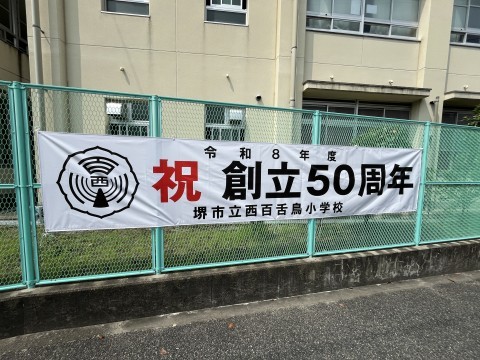 西
令和8年度
祝 創立50周年
堺市立西百舌鳥小学校